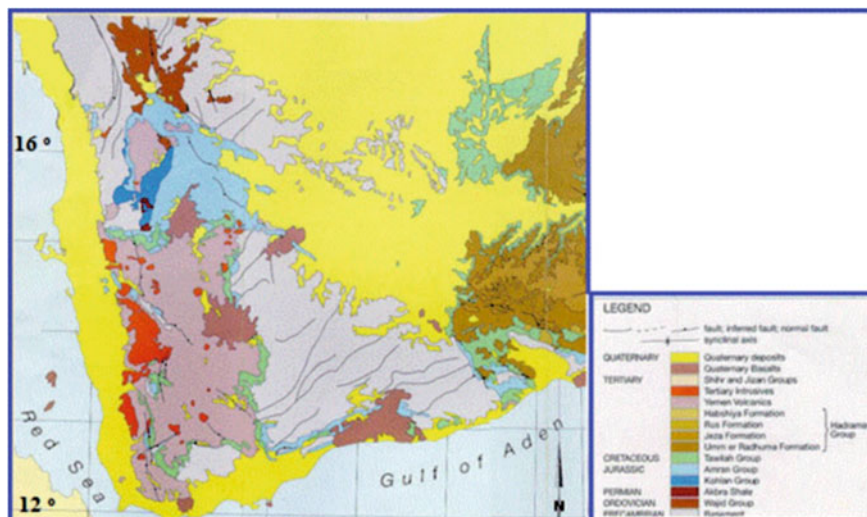 16 °
12 °
Red Sea
Gulf of Aden
N
LEGEND
fault; inferred fault; normal fault
synclinal axis
QUATERNARY Quaternary deposits
Quaternary Basalts
TERTIARY Shihr and Jizan Groups
Tertiary Intrusives
Yemen Volcanics
Habshiya Formation
Rus Formation
Jeza Formation
Umm er Radhuma Formation
Hadramaut
Group
CRETACEOUS Tawilah Group
JURASSIC Amran Group
Kohlan Group
PERMIAN Akbra Shale
ORDOVICIAN Wajid Group
PRECAMBRIAN Basement